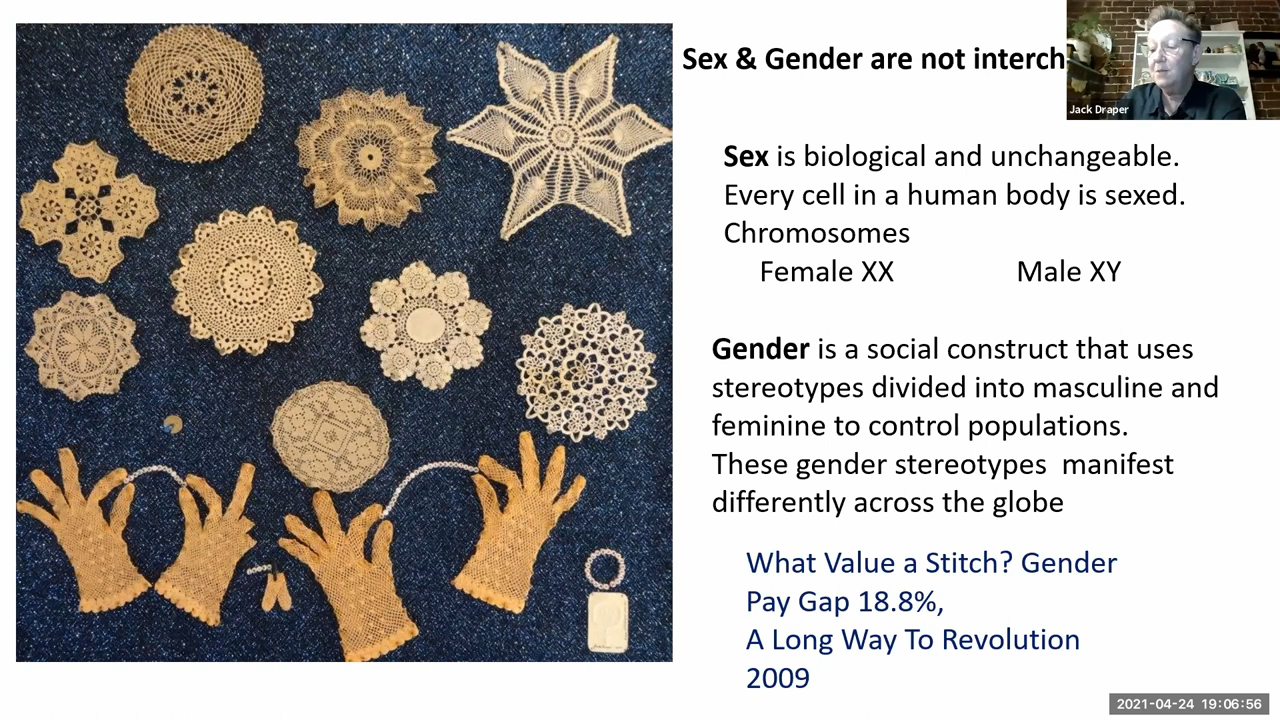 Sex & Gender are not interch
Jack Draper
Sex is biological and unchangeable.
Every cell in a human body is sexed.
Chromosomes
Female XX Male XY
Gender is a social construct that uses
stereotypes divided into masculine and
feminine to control populations.
These gender stereotypes manifest
differently across the globe
What Value a Stitch? Gender
Pay Gap 18.8%,
A Long Way To Revolution
2009
2021-04-24 19:06:56